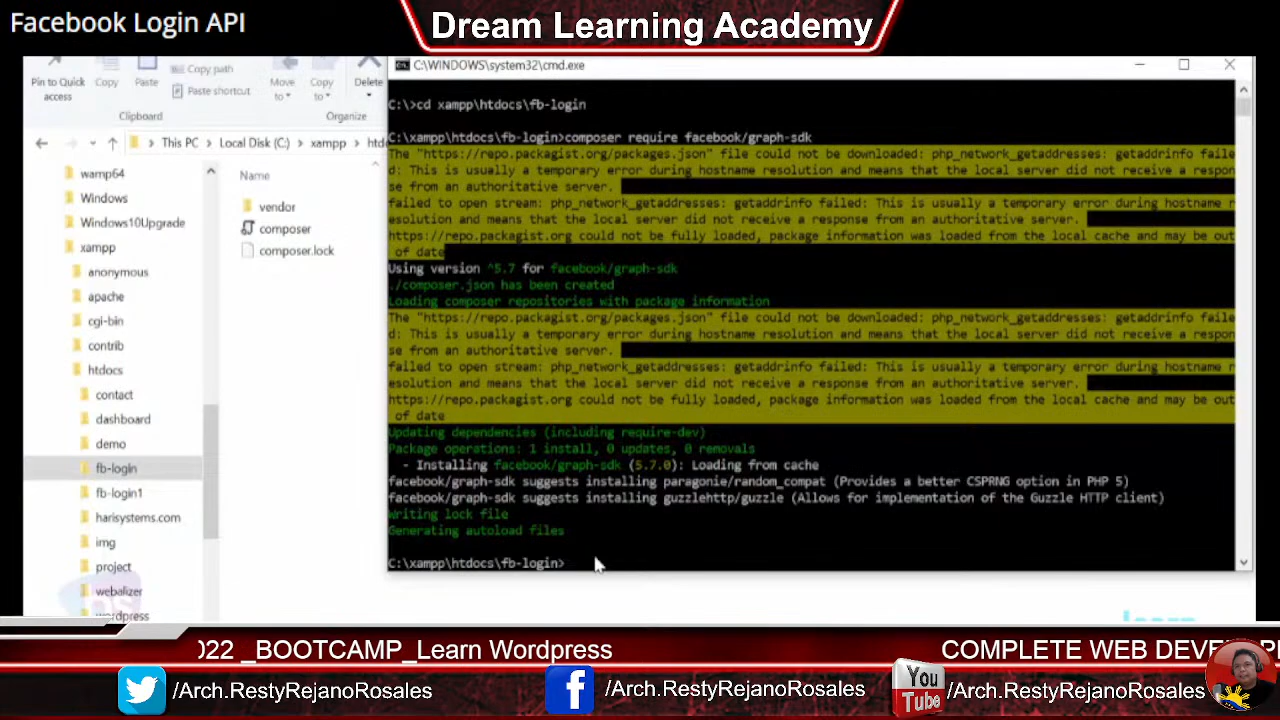 Facebook Login API
Dream Learning Academy
Pin to Quick access
Copy
Paste
Copy path
Paste shortcut
Move to
Copy to
Delete
Clipboard
Organize
This PC > Local Disk (C:) > xampp > htd
wamp64
Windows
Windows10Upgrade
xampp
anonymous
apache
cgi-bin
contrib
htdocs
contact
dashboard
demo
fb-login
fb-login1
harisystems.com
img
project
webalizer
wordpress
Name
vendor
composer
composer.lock
C:\WINDOWS\system32\cmd.exe
C:\>cd xampp\htdocs\fb-login
C:\xampp\htdocs\fb-login>composer require facebook/graph-sdk
The "https://repo.packagist.org/packages.json" file could not be downloaded: php_network_getaddresses: getaddrinfo faile
d: This is usually a temporary error during hostname resolution and means that the local server did not receive a respon
se from an authoritative server.
failed to open stream: php_network_getaddresses: getaddrinfo failed: This is usually a temporary error during hostname r
esolution and means that the local server did not receive a response from an authoritative server.
https://repo.packagist.org could not be fully loaded, package information was loaded from the local cache and may be out
of date
Using version ^5.7 for facebook/graph-sdk
./composer.json has been created
Loading composer repositories with package information
The "https://repo.packagist.org/packages.json" file could not be downloaded: php_network_getaddresses: getaddrinfo faile
d: This is usually a temporary error during hostname resolution and means that the local server did not receive a respon
se from an authoritative server.
failed to open stream: php_network_getaddresses: getaddrinfo failed: This is usually a temporary error during hostname r
esolution and means that the local server did not receive a response from an authoritative server.
https://repo.packagist.org could not be fully loaded, package information was loaded from the local cache and may be out
of date
Updating dependencies (including require-dev)
Package operations: 1 install, 0 updates, 0 removals
- Installing facebook/graph-sdk (5.7.0): Loading from cache
facebook/graph-sdk suggests installing paragonie/random_compat (Provides a better CSPRNG option in PHP 5)
facebook/graph-sdk suggests installing guzzlehttp/guzzle (Allows for implementation of the Guzzle HTTP client)
Writing lock file
Generating autoload files
C:\xampp\htdocs\fb-login>
022 _BOOTCAMP_Learn Wordpress
COMPLETE WEB DEVELOP
/Arch.RestyRejanoRosales
/Arch.RestyRejanoRosales
You Tube
/Arch.RestyRejanoRosales